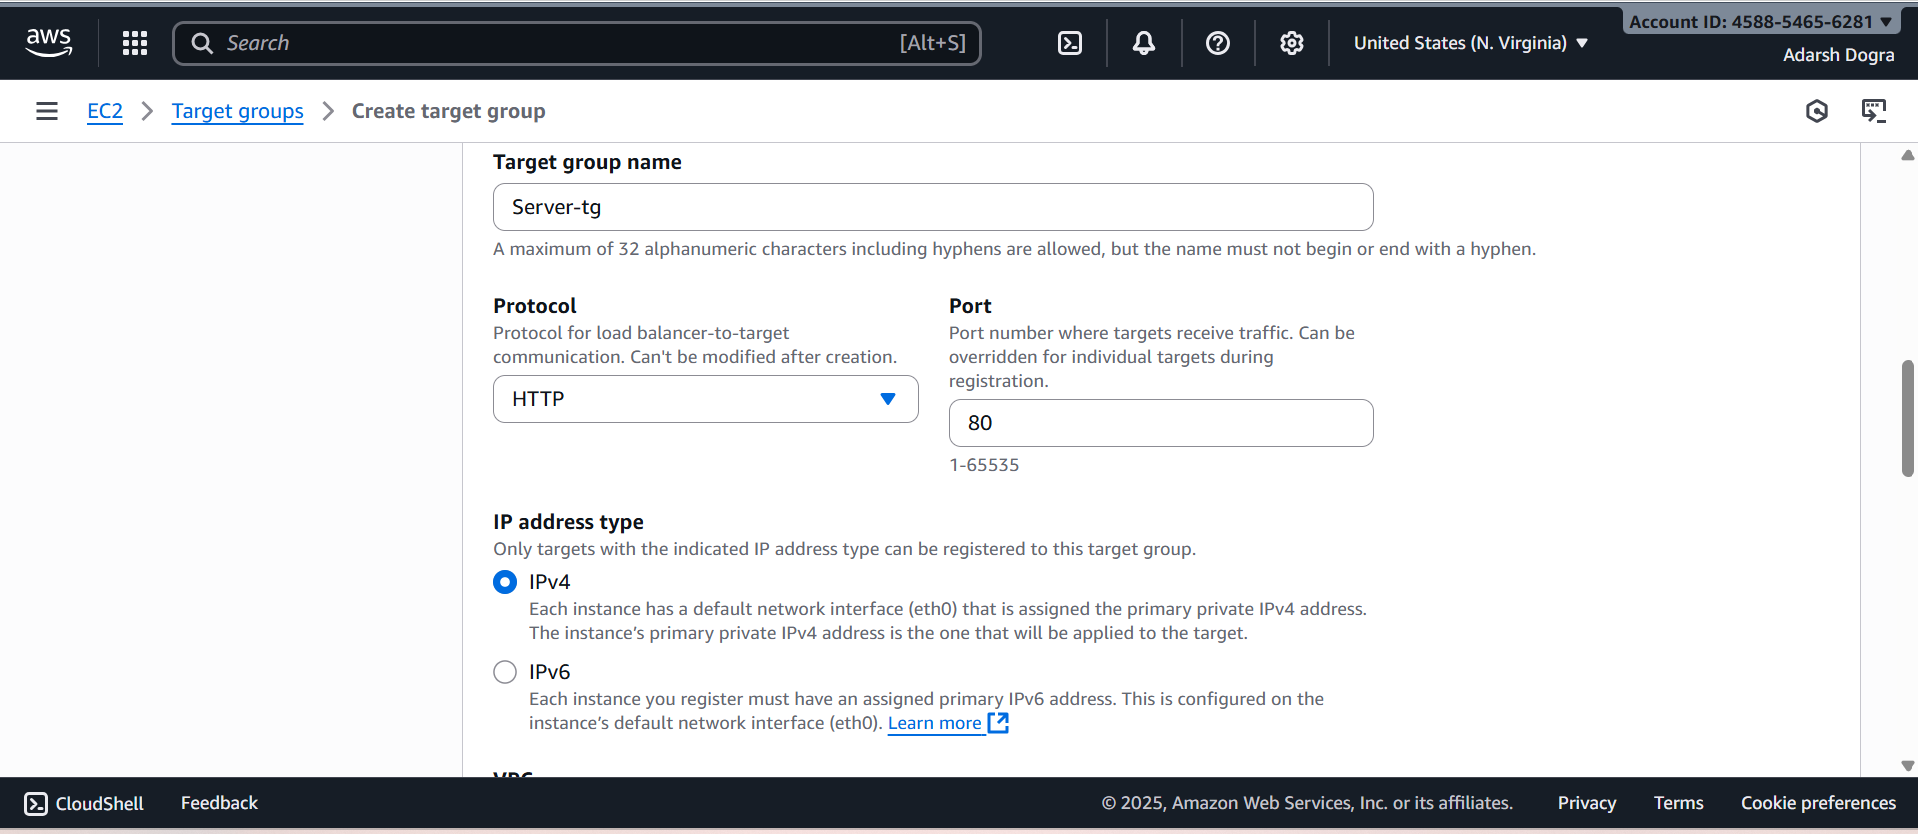 aws
Search
[Alt+S]
United States (N. Virginia)
Account ID: 4588-5465-6281
Adarsh Dogra
EC2
Target groups
Create target group
Target group name
Server-tg
A maximum of 32 alphanumeric characters including hyphens are allowed, but the name must not begin or end with a hyphen.
Protocol
Protocol for load balancer-to-target
communication. Can't be modified after creation.
HTTP
Port
Port number where targets receive traffic. Can be
overridden for individual targets during
registration.
80
1-65535
IP address type
Only targets with the indicated IP address type can be registered to this target group.
IPv4
Each instance has a default network interface (eth0) that is assigned the primary private IPv4 address.
The instance's primary private IPv4 address is the one that will be applied to the target.
IPv6
Each instance you register must have an assigned primary IPv6 address. This is configured on the
instance's default network interface (eth0). Learn more
VPC
CloudShell
Feedback
© 2025, Amazon Web Services, Inc. or its affiliates.
Privacy
Terms
Cookie preferences